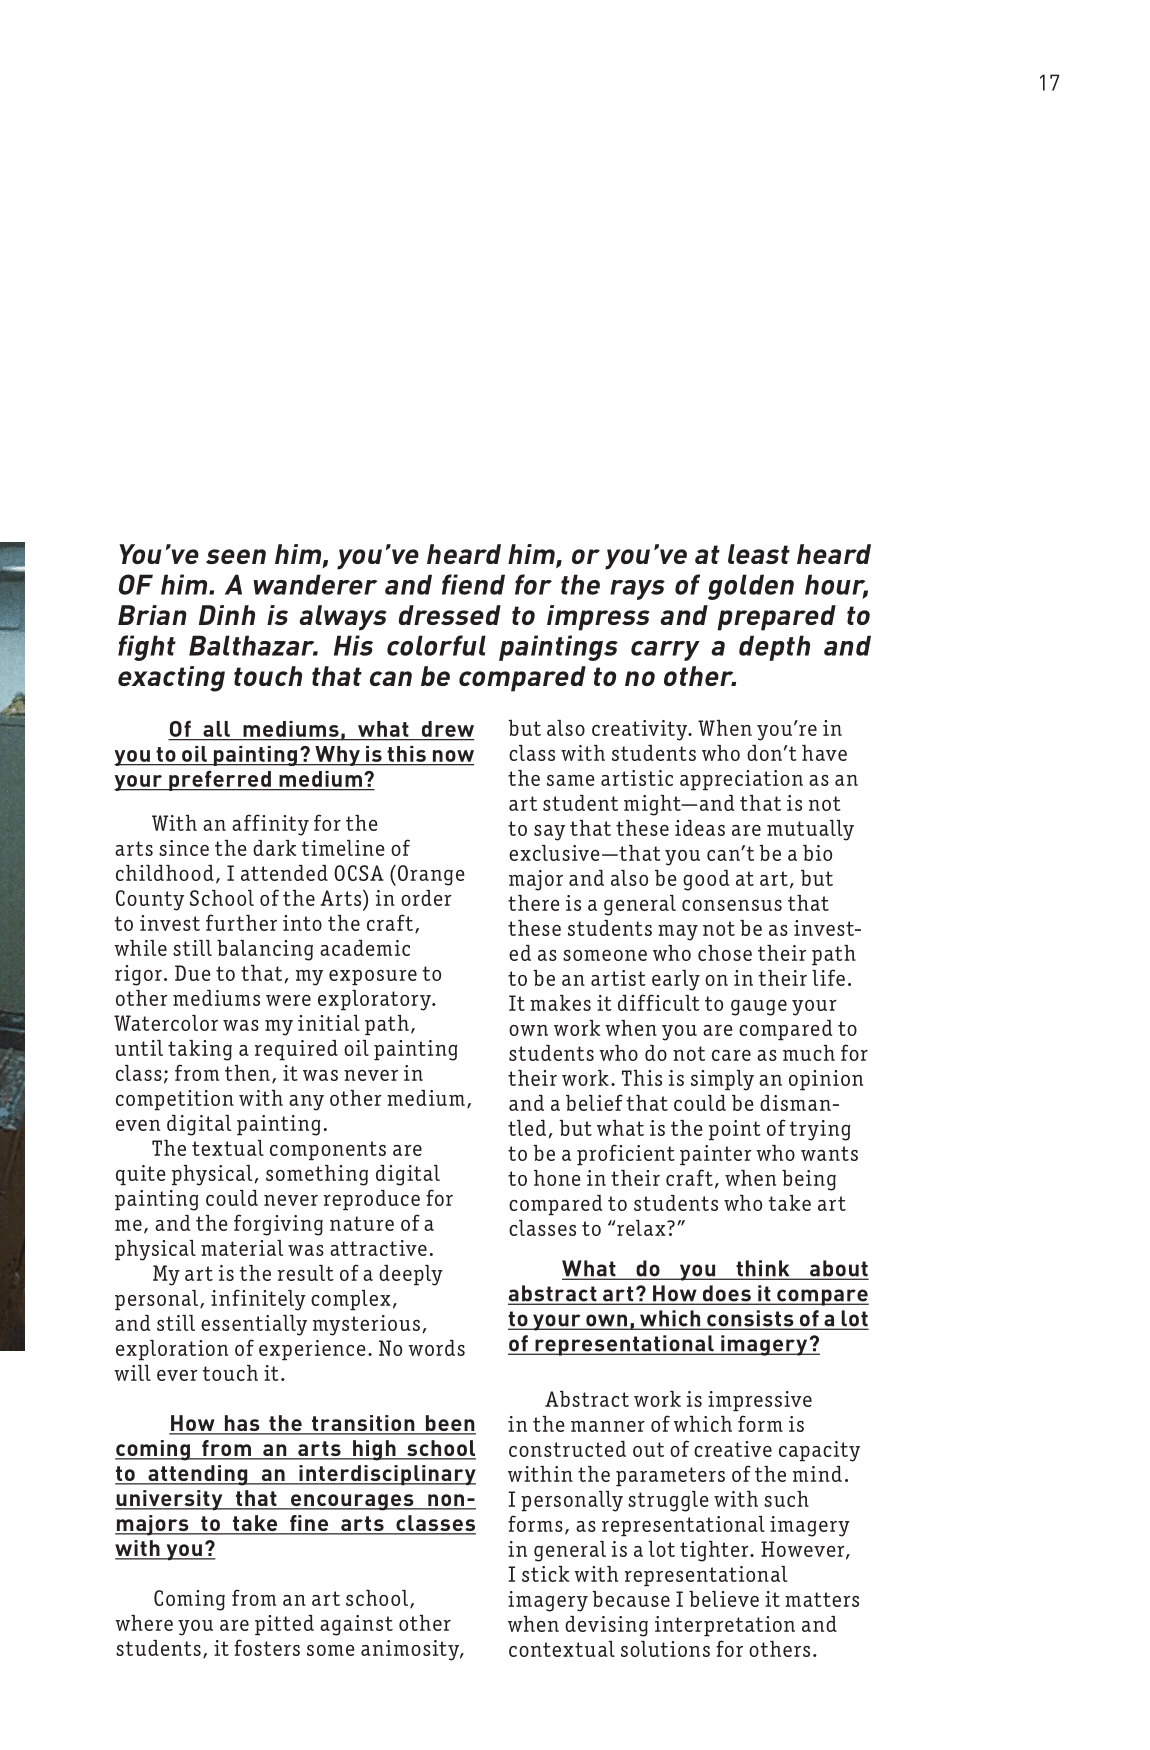 17
You've seen him, you've heard him, or you've at least heard
OF him. A wanderer and fiend for the rays of golden hour,
Brian Dinh is always dressed to impress and prepared to
fight Balthazar. His colorful paintings carry a depth and
exacting touch that can be compared to no other.
Of all mediums, what drew
you to oil painting? Why is this now
your preferred medium?
With an affinity for the
arts since the dark timeline of
childhood, I attended OCSA (Orange
County School of the Arts) in order
to invest further into the craft,
while still balancing academic
rigor. Due to that, my exposure to
other mediums were exploratory.
Watercolor was my initial path,
until taking a required oil painting
class; from then, it was never in
competition with any other medium,
even digital painting.
The textual components are
quite physical, something digital
painting could never reproduce for
me, and the forgiving nature of a
physical material was attractive.
My art is the result of a deeply
personal, infinitely complex,
and still essentially mysterious,
exploration of experience. No words
will ever touch it.
How has the transition been
coming from an arts high school
to attending an interdisciplinary
university that encourages non-
majors to take fine arts classes
with you?
Coming from an art school,
where you are pitted against other
students, it fosters some animosity,
but also creativity. When you're in
class with students who don't have
the same artistic appreciation as an
art student might—and that is not
to say that these ideas are mutually
exclusive—that you can't be a bio
major and also be good at art, but
there is a general consensus that
these students may not be as invest-
ed as someone who chose their path
to be an artist early on in their life.
It makes it difficult to gauge your
own work when you are compared to
students who do not care as much for
their work. This is simply an opinion
and a belief that could be disman-
tled, but what is the point of trying
to be a proficient painter who wants
to hone in their craft, when being
compared to students who take art
classes to “relax?”
What do you think about
abstract art? How does it compare
to your own, which consists of a lot
of representational imagery?
Abstract work is impressive
in the manner of which form is
constructed out of creative capacity
within the parameters of the mind.
I personally struggle with such
forms, as representational imagery
in general is a lot tighter. However,
I stick with representational
imagery because I believe it matters
when devising interpretation and
contextual solutions for others.